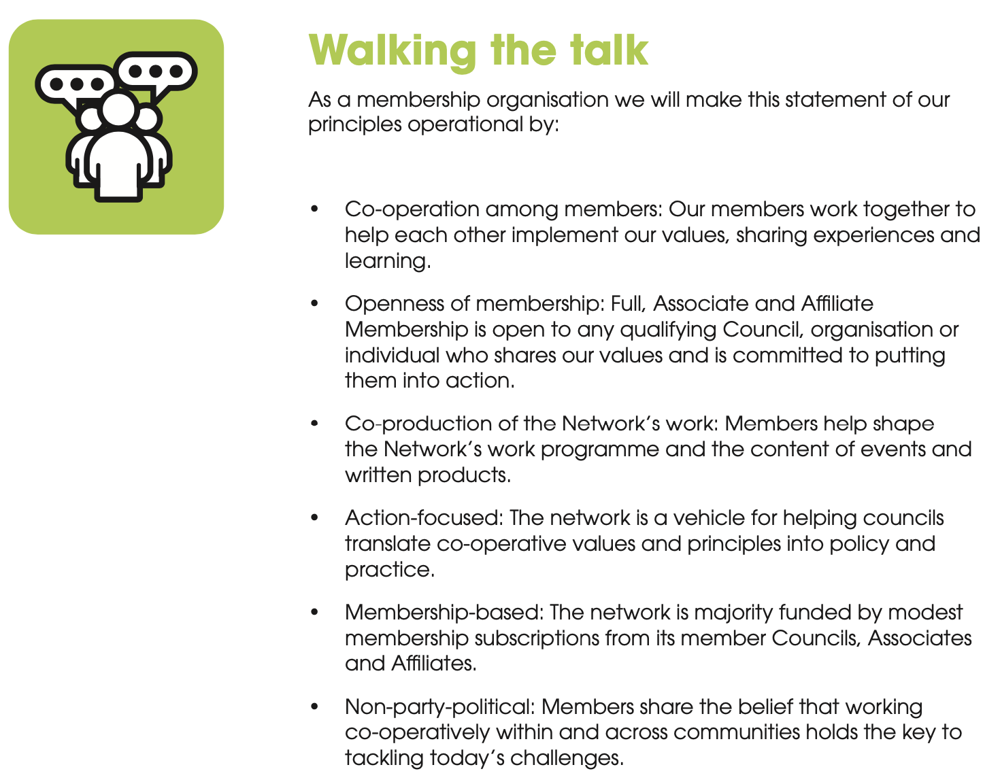 Walking the talk
As a membership organisation we will make this statement of our
principles operational by:
• Co-operation among members: Our members work together to
help each other implement our values, sharing experiences and
learning.
• Openness of membership: Full, Associate and Affiliate
Membership is open to any qualifying Council, organisation or
individual who shares our values and is committed to putting
them into action.
• Co-production of the Network’s work: Members help shape
the Network’s work programme and the content of events and
written products.
• Action-focused: The network is a vehicle for helping councils
translate co-operative values and principles into policy and
practice.
• Membership-based: The network is majority funded by modest
membership subscriptions from its member Councils, Associates
and Affiliates.
• Non-party-political: Members share the belief that working
co-operatively within and across communities holds the key to
tackling today’s challenges.